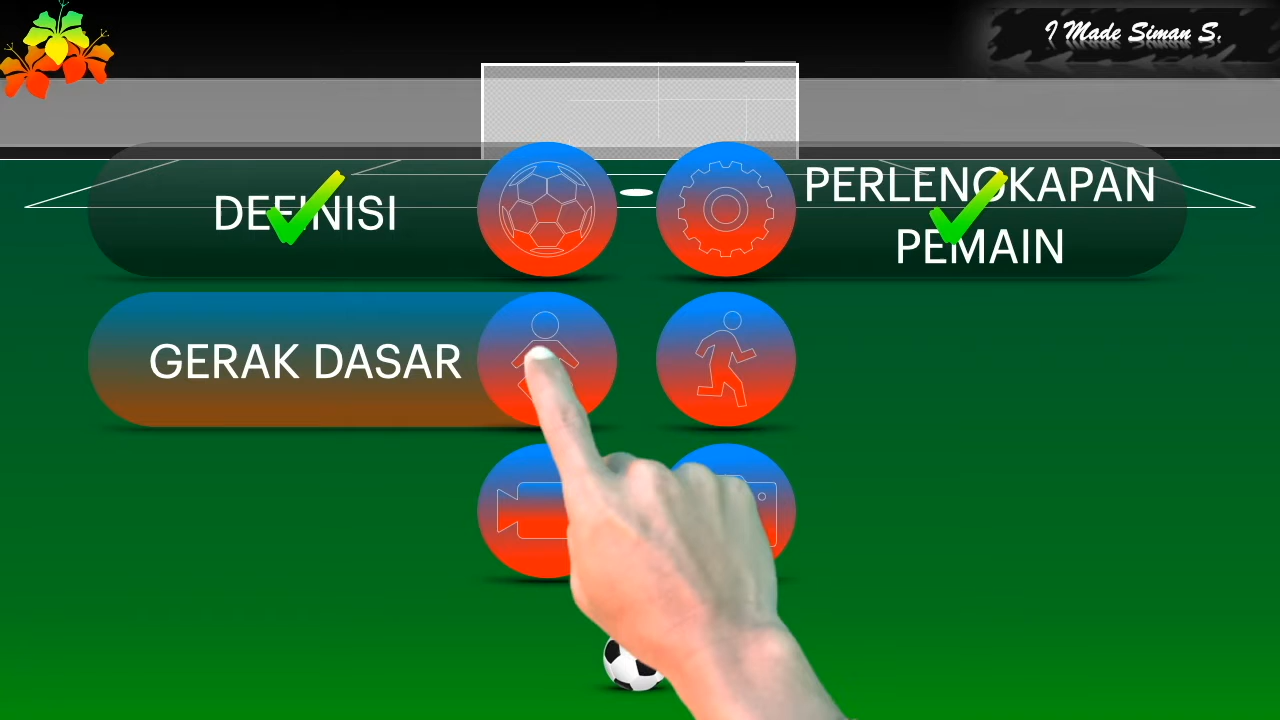 I Made Siman S.
DEFINISI
PERLENGKAPAN
PEMAIN
GERAK DASAR